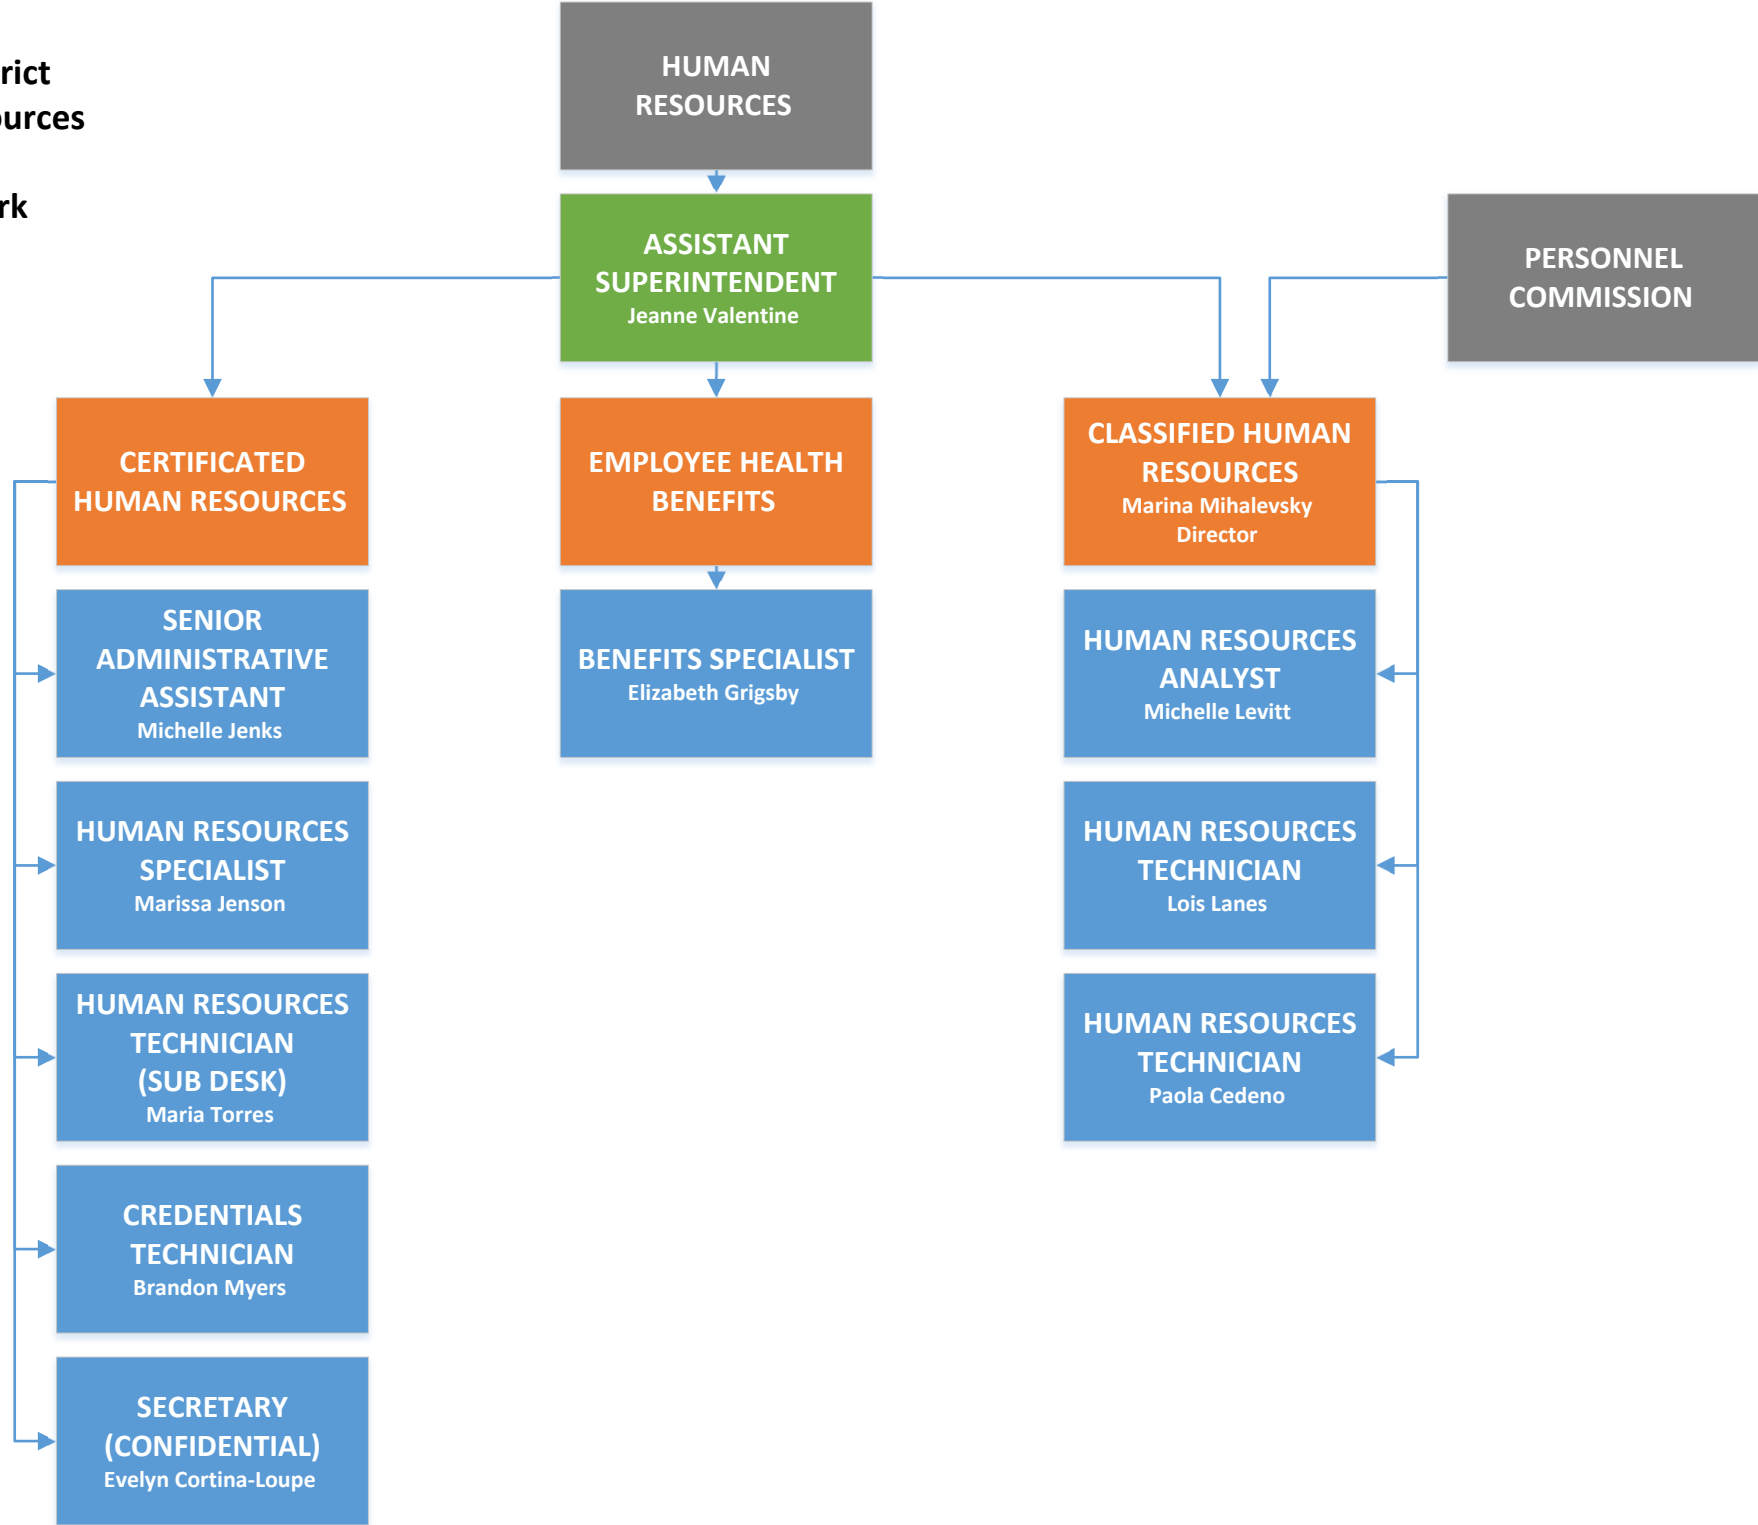 rict
ources
rk
HUMAN
RESOURCES
ASSISTANT
SUPERINTENDENT
Jeanne Valentine
PERSONNEL
COMMISSION
CERTIFICATED
HUMAN RESOURCES
EMPLOYEE HEALTH
BENEFITS
CLASSIFIED HUMAN
RESOURCES
Marina Mihalevsky
Director
SENIOR
ADMINISTRATIVE
ASSISTANT
Michelle Jenks
BENEFITS SPECIALIST
Elizabeth Grigsby
HUMAN RESOURCES
ANALYST
Michelle Levitt
HUMAN RESOURCES
SPECIALIST
Marissa Jenson
HUMAN RESOURCES
TECHNICIAN
Lois Lanes
HUMAN RESOURCES
TECHNICIAN
(SUB DESK)
Maria Torres
HUMAN RESOURCES
TECHNICIAN
Paola Cedeno
CREDENTIALS
TECHNICIAN
Brandon Myers
SECRETARY
(CONFIDENTIAL)
Evelyn Cortina-Loupe